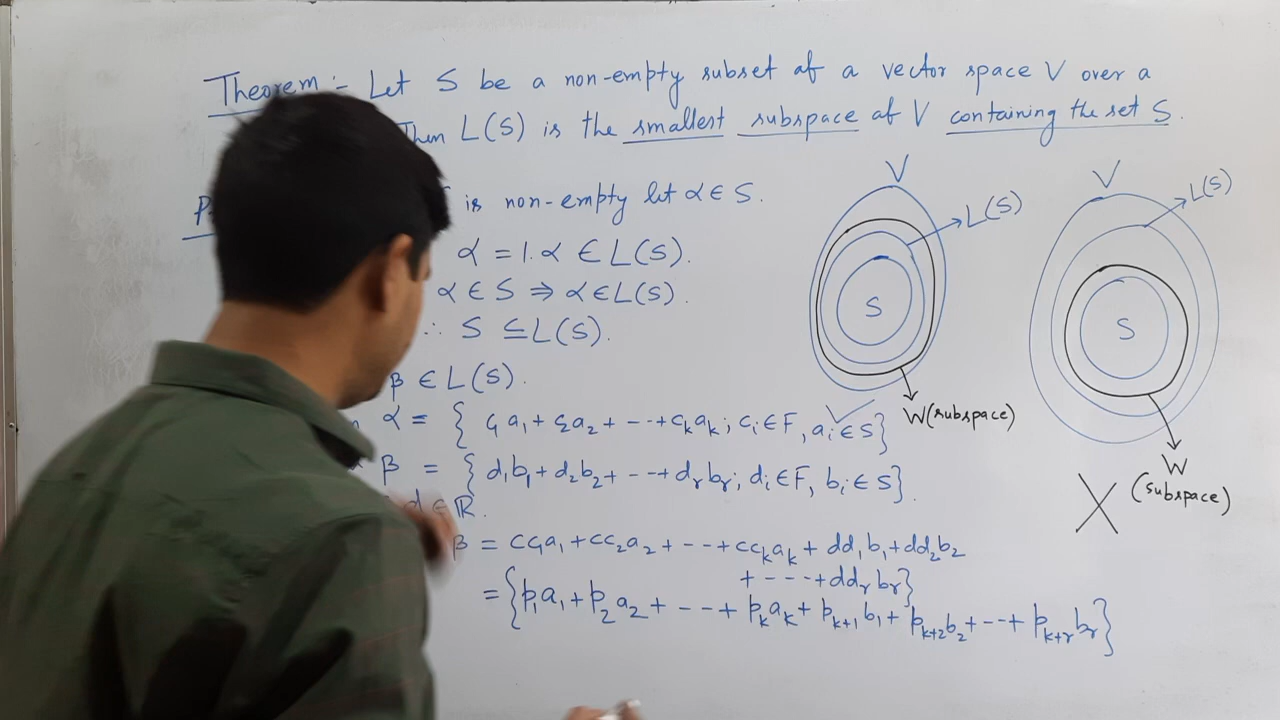 Theorem :- Let S be a non-empty subset of a vector space V over a
Then L(S) is the smallest subspace of V containing the set S.
is non-empty let α ∈ S.
α = 1.α ∈ L(S).
α ∈ S ⇒ α ∈ L(S).
∴ S ⊆ L(S).
β ∈ L(S).
α = { c₁a₁ + c₂a₂ + --- + cₖaₖ ; cᵢ ∈ F, aᵢ ∈ S}
β = { d₁b₁ + d₂b₂ + --- + dᵣbᵣ ; dᵢ ∈ F, bᵢ ∈ S}.
d ∈ ℝ.
β = cc₁a₁ + cc₂a₂ + --- + ccₖaₖ + dd₁b₁ + dd₂b₂
+ --- + ddᵣbᵣ}
= {p₁a₁ + p₂a₂ + --- + pₖaₖ + pₖ₊₁b₁ + pₖ₊₂b₂ + --- + pₖ₊ᵣbᵣ}
V
L(S)
S
W(subspace)
V
L(S)
S
W
(subspace)